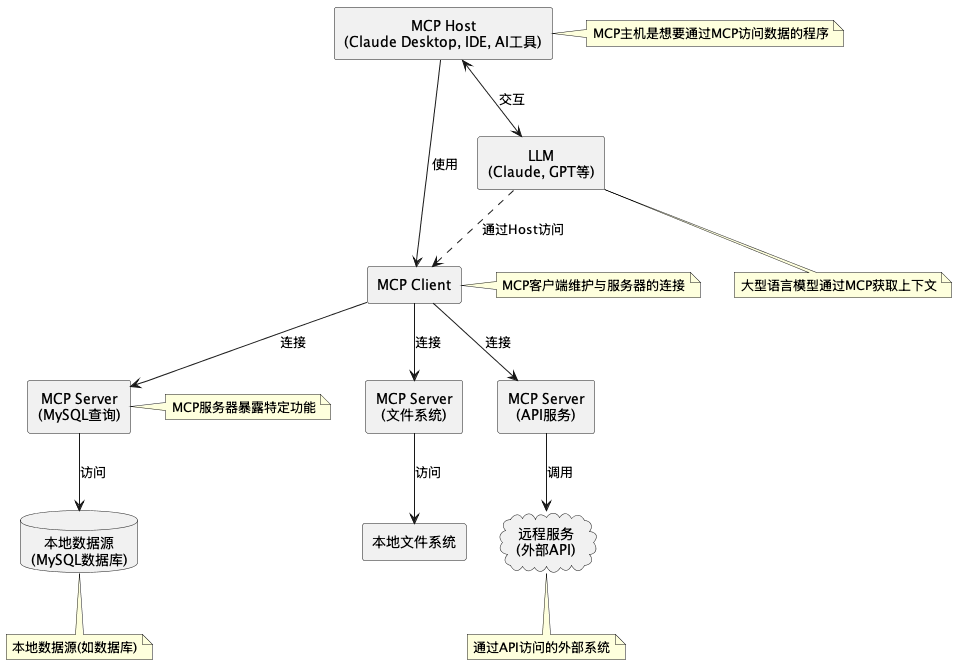 MCP Host
(Claude Desktop, IDE, AI工具)
MCP主机是想要通过MCP访问数据的程序
交互
LLM
(Claude, GPT等)
使用
通过Host访问
MCP Client
MCP客户端维护与服务器的连接
大型语言模型通过MCP获取上下文
连接
连接
连接
MCP Server
(MySQL查询)
MCP服务器暴露特定功能
MCP Server
(文件系统)
MCP Server
(API服务)
访问
访问
调用
本地数据源
(MySQL数据库)
本地文件系统
远程服务
(外部API)
本地数据源(如数据库)
通过API访问的外部系统